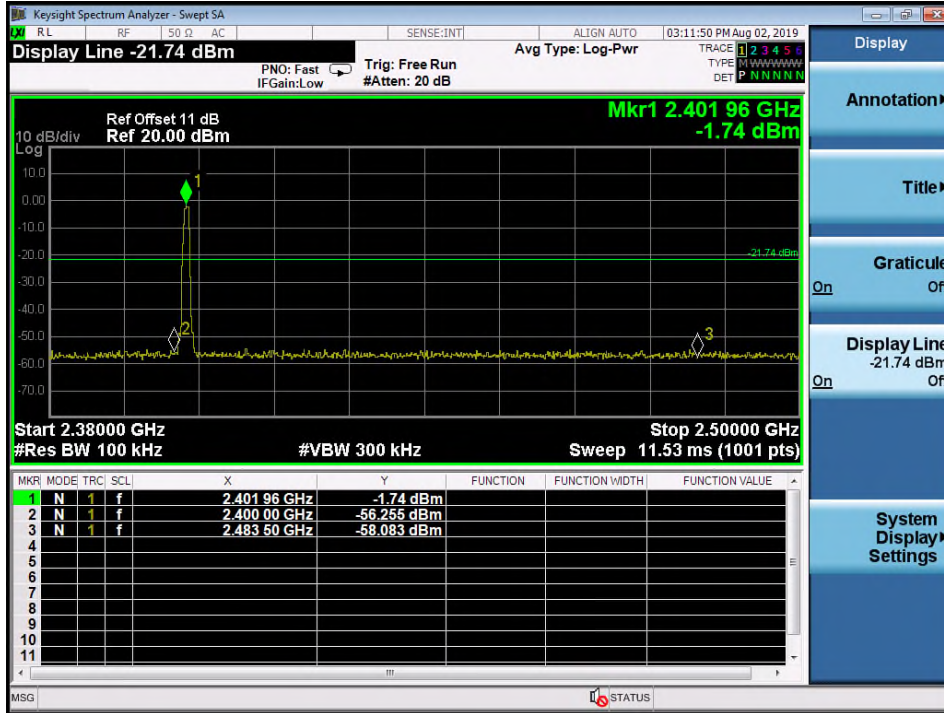 Keysight Spectrum Analyzer - Swept SA
LXI RL RF 50 Ω AC SENSE:INT ALIGN AUTO 03:11:50 PM Aug 02, 2019
Display Line -21.74 dBm
PNO: Fast
IFGain:Low
Trig: Free Run
#Atten: 20 dB
Avg Type: Log-Pwr
TRACE 1 2 3 4 5 6
TYPE M WWWWW
DET P N N N N N
Mkr1 2.401 96 GHz
-1.74 dBm
Ref Offset 11 dB
10 dB/div Ref 20.00 dBm
Log
10.0
0.00
-10.0
-20.0
-30.0
-40.0
-50.0
-60.0
-70.0
1
2
3
-21.74 dBm
Start 2.38000 GHz Stop 2.50000 GHz
#Res BW 100 kHz #VBW 300 kHz Sweep 11.53 ms (1001 pts)
MKR MODE TRC SCL X Y FUNCTION FUNCTION WIDTH FUNCTION VALUE
1 N 1 f 2.401 96 GHz -1.74 dBm
2 N 1 f 2.400 00 GHz -56.255 dBm
3 N 1 f 2.483 50 GHz -58.083 dBm
4
5
6
7
8
9
10
11
MSG STATUS
Display
Annotation
Title
Graticule
On Off
Display Line
-21.74 dBm
On Off
System
Display
Settings